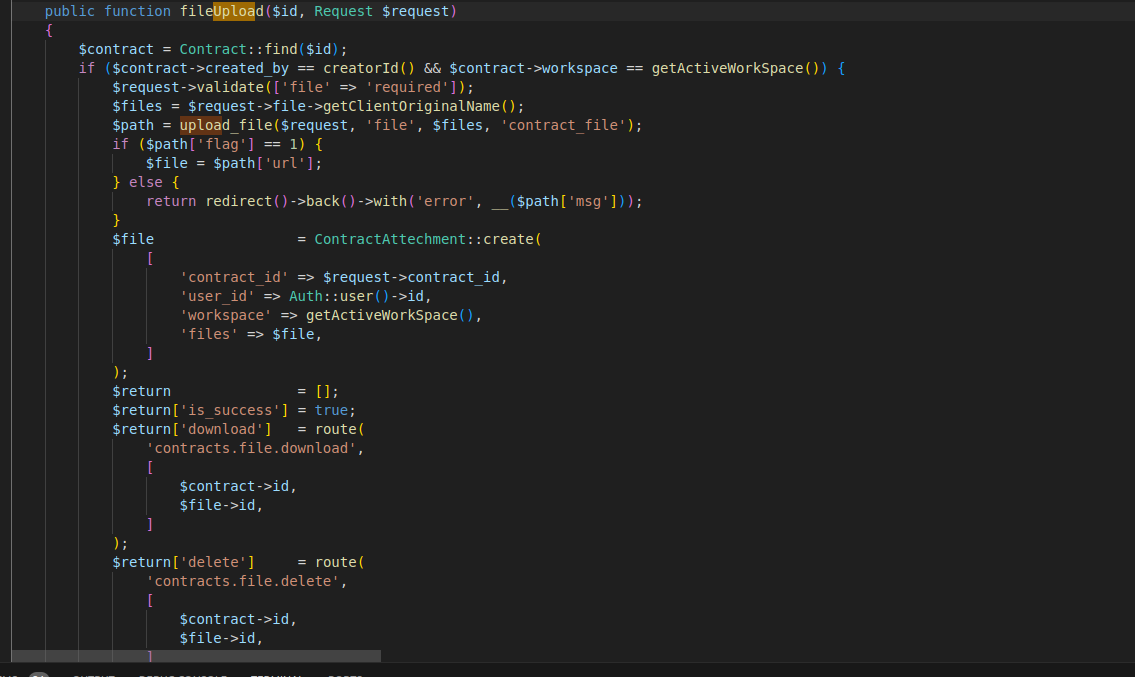 public function fileUpload($id, Request $request)
{
$contract = Contract::find($id);
if ($contract->created_by == creatorId() && $contract->workspace == getActiveWorkSpace()) {
$request->validate(['file' => 'required']);
$files = $request->file->getClientOriginalName();
$path = upload_file($request, 'file', $files, 'contract_file');
if ($path['flag'] == 1) {
$file = $path['url'];
} else {
return redirect()->back()->with('error', __($path['msg']));
}
$file = ContractAttechment::create(
[
'contract_id' => $request->contract_id,
'user_id' => Auth::user()->id,
'workspace' => getActiveWorkSpace(),
'files' => $file,
]
);
$return = [];
$return['is_success'] = true;
$return['download'] = route(
'contracts.file.download',
[
$contract->id,
$file->id,
]
);
$return['delete'] = route(
'contracts.file.delete',
[
$contract->id,
$file->id,
]